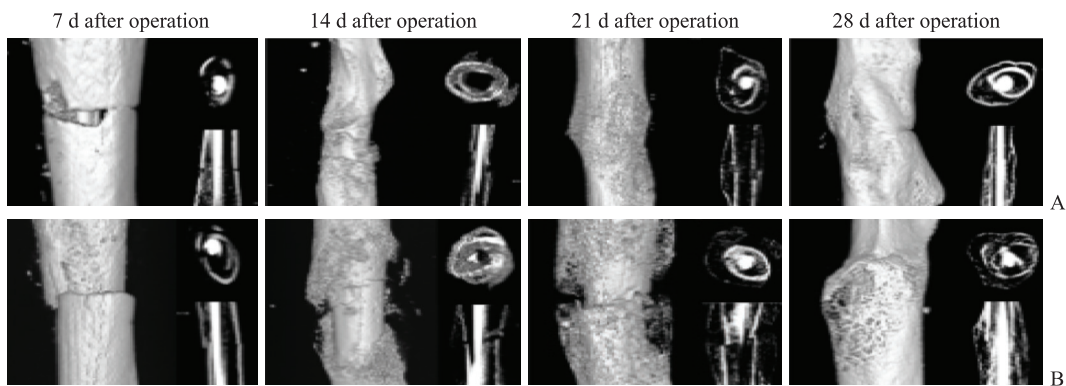 7 d after operation
14 d after operation
21 d after operation
28 d after operation
A
B